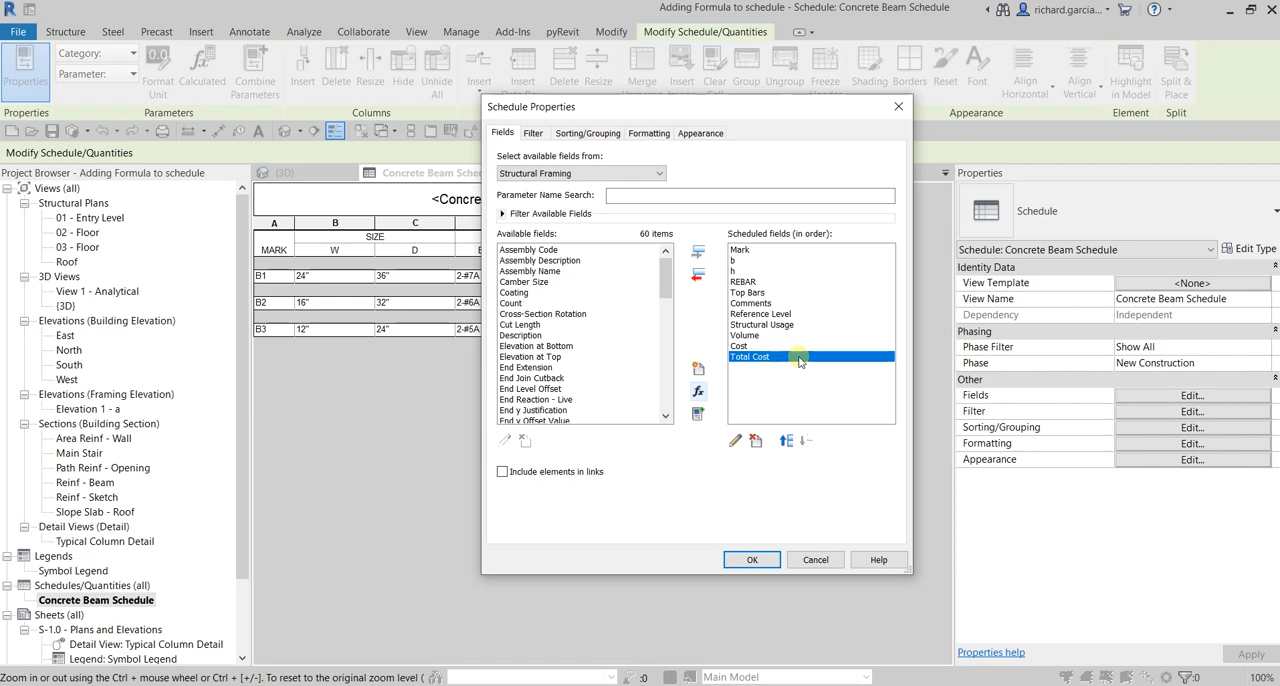 Adding Formula to schedule - Schedule: Concrete Beam Schedule
richard.garcia...
File Structure Steel Precast Insert Annotate Analyze Collaborate View Manage Add-Ins pyRevit Modify Modify Schedule/Quantities
Category:
Parameter:
Properties
Format Unit
Calculated
Combine Parameters
Insert
Delete
Resize
Hide
Unhide All
Insert
Insert
Delete
Resize
Merge
Insert
Clear
Group
Ungroup
Freeze
Shading
Borders
Reset
Font
Align Horizontal
Align Vertical
Highlight in Model
Split & Place
Properties
Parameters
Columns
Appearance
Element
Split
Modify Schedule/Quantities
Project Browser - Adding Formula to schedule
Views (all)
Structural Plans
01 - Entry Level
02 - Floor
03 - Floor
Roof
3D Views
View 1 - Analytical
{3D}
Elevations (Building Elevation)
East
North
South
West
Elevations (Framing Elevation)
Elevation 1 - a
Sections (Building Section)
Area Reinf - Wall
Main Stair
Path Reinf - Opening
Reinf - Beam
Reinf - Sketch
Slope Slab - Roof
Detail Views (Detail)
Typical Column Detail
Legends
Symbol Legend
Schedules/Quantities (all)
Concrete Beam Schedule
Sheets (all)
S-1.0 - Plans and Elevations
Detail View: Typical Column Detail
Legend: Symbol Legend
{3D}
Concrete Beam Sche
<Concre
A B C
SIZE
MARK W D
B1 24" 36" 2-#7A
B2 16" 32" 2-#6A
B3 12" 24" 2-#5A
Schedule Properties
Fields Filter Sorting/Grouping Formatting Appearance
Select available fields from:
Structural Framing
Parameter Name Search:
Filter Available Fields
Available fields: 60 items
Assembly Code
Assembly Description
Assembly Name
Camber Size
Coating
Count
Cross-Section Rotation
Cut Length
Description
Elevation at Bottom
Elevation at Top
End Extension
End Join Cutback
End Level Offset
End Reaction - Live
End y Justification
End y Offset Value
Scheduled fields (in order):
Mark
b
h
REBAR
Top Bars
Comments
Reference Level
Structural Usage
Volume
Cost
Total Cost
fx
Include elements in links
OK Cancel Help
Properties
Schedule
Schedule: Concrete Beam Schedule Edit Type
Identity Data
View Template <None>
View Name Concrete Beam Schedule
Dependency Independent
Phasing
Phase Filter Show All
Phase New Construction
Other
Fields Edit...
Filter Edit...
Sorting/Grouping Edit...
Formatting Edit...
Appearance Edit...
Properties help Apply
Zoom in or out using the Ctrl + mouse wheel or Ctrl + [+/-]. To reset to the original zoom level (
:0
Main Model
:0
100%